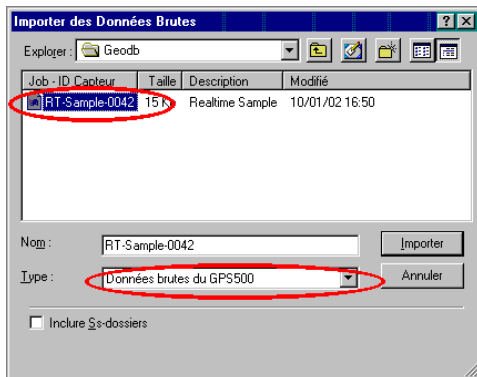 Importer des Données Brutes
Explorer : Geodb
Job - ID Capteur Taille Description Modifié
RT-Sample-0042 15 K Realtime Sample 10/01/02 16:50
Nom : RT-Sample-0042 Importer
Type : Données brutes du GPS500 Annuler
Inclure Ss-dossiers